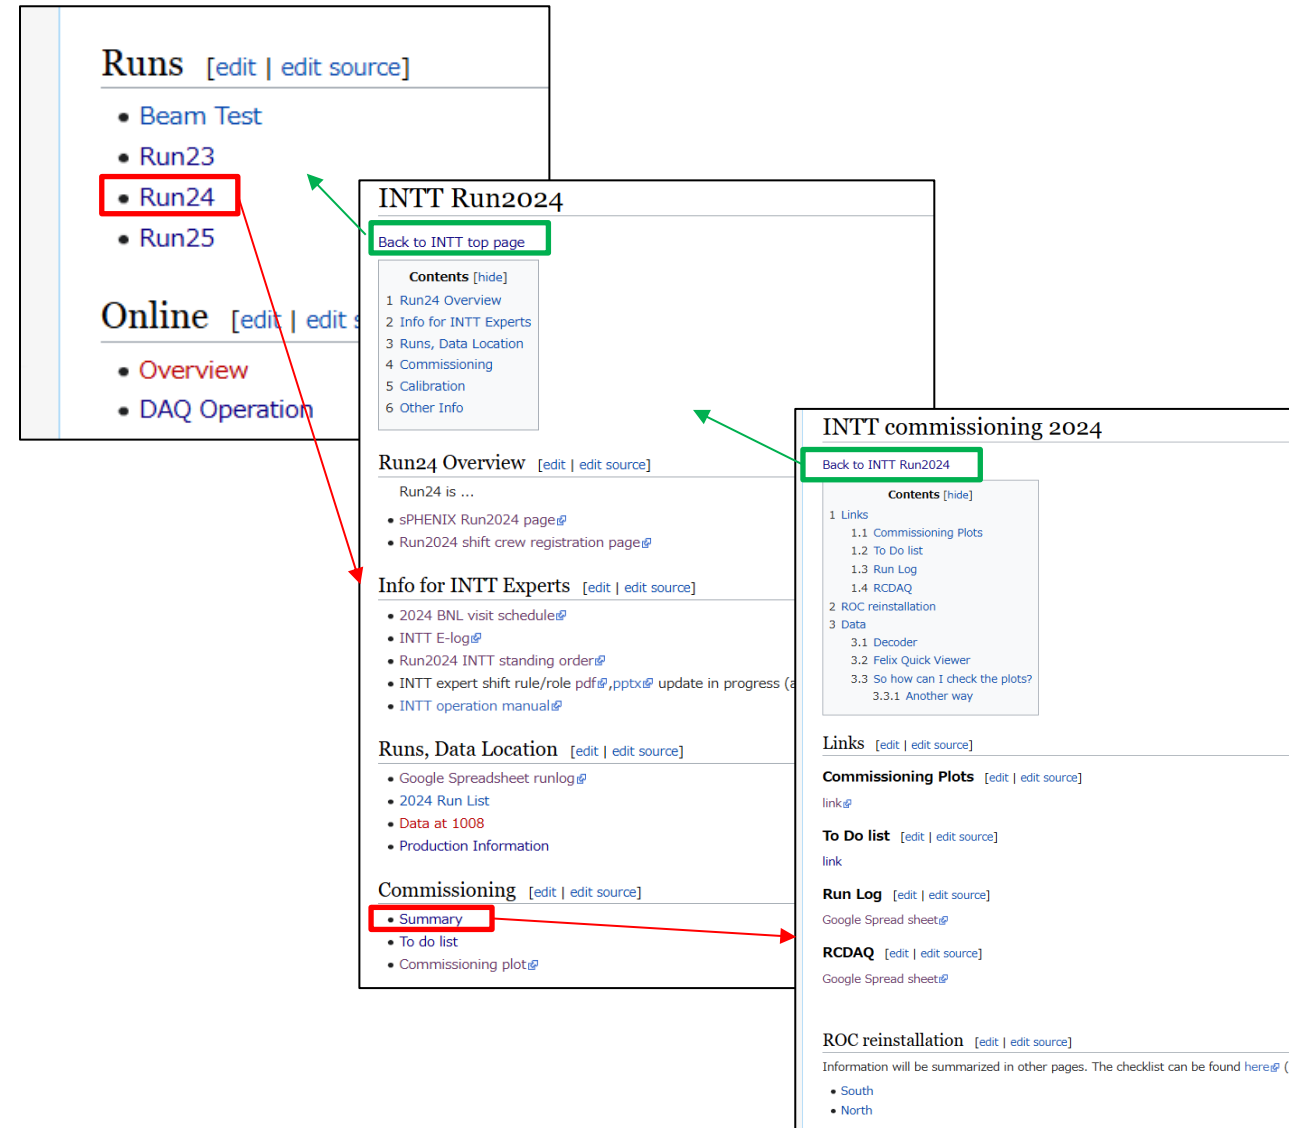 Runs [edit | edit source]
Beam Test
Run23
Run24
Run25
Online [edit | edit
Overview
DAQ Operation
INTT Run2024
Back to INTT top page
Contents [hide]
1 Run24 Overview
2 Info for INTT Experts
3 Runs, Data Location
4 Commissioning
5 Calibration
6 Other Info
Run24 Overview [edit | edit source]
Run24 is ...
sPHENIX Run2024 page
Run2024 shift crew registration page
Info for INTT Experts [edit | edit source]
2024 BNL visit schedule
INTT E-log
Run2024 INTT standing order
INTT expert shift rule/role pdf,pptx update in progress (
INTT operation manual
Runs, Data Location [edit | edit source]
Google Spreadsheet runlog
2024 Run List
Data at 1008
Production Information
Commissioning [edit | edit source]
Summary
To do list
Commissioning plot
INTT commissioning 2024
Back to INTT Run2024
Contents [hide]
1 Links
1.1 Commissioning Plots
1.2 To Do list
1.3 Run Log
1.4 RCDAQ
2 ROC reinstallation
3 Data
3.1 Decoder
3.2 Felix Quick Viewer
3.3 So how can I check the plots?
3.3.1 Another way
Links [edit | edit source]
Commissioning Plots [edit | edit source]
link
To Do list [edit | edit source]
link
Run Log [edit | edit source]
Google Spread sheet
RCDAQ [edit | edit source]
Google Spread sheet
ROC reinstallation [edit | edit source]
Information will be summarized in other pages. The checklist can be found here (
South
North